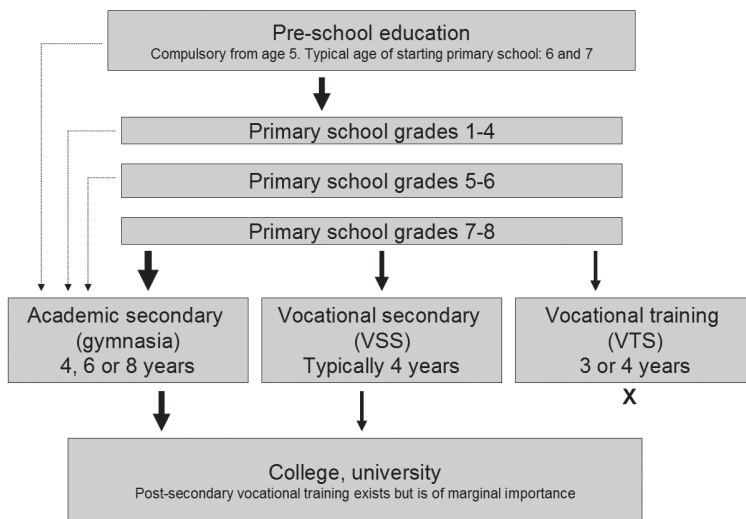 Pre-school education
Compulsory from age 5. Typical age of starting primary school: 6 and 7
Primary school grades 1-4
Primary school grades 5-6
Primary school grades 7-8
Academic secondary
(gymnasia)
4, 6 or 8 years
Vocational secondary
(VSS)
Typically 4 years
Vocational training
(VTS)
3 or 4 years
X
College, university
Post-secondary vocational training exists but is of marginal importance